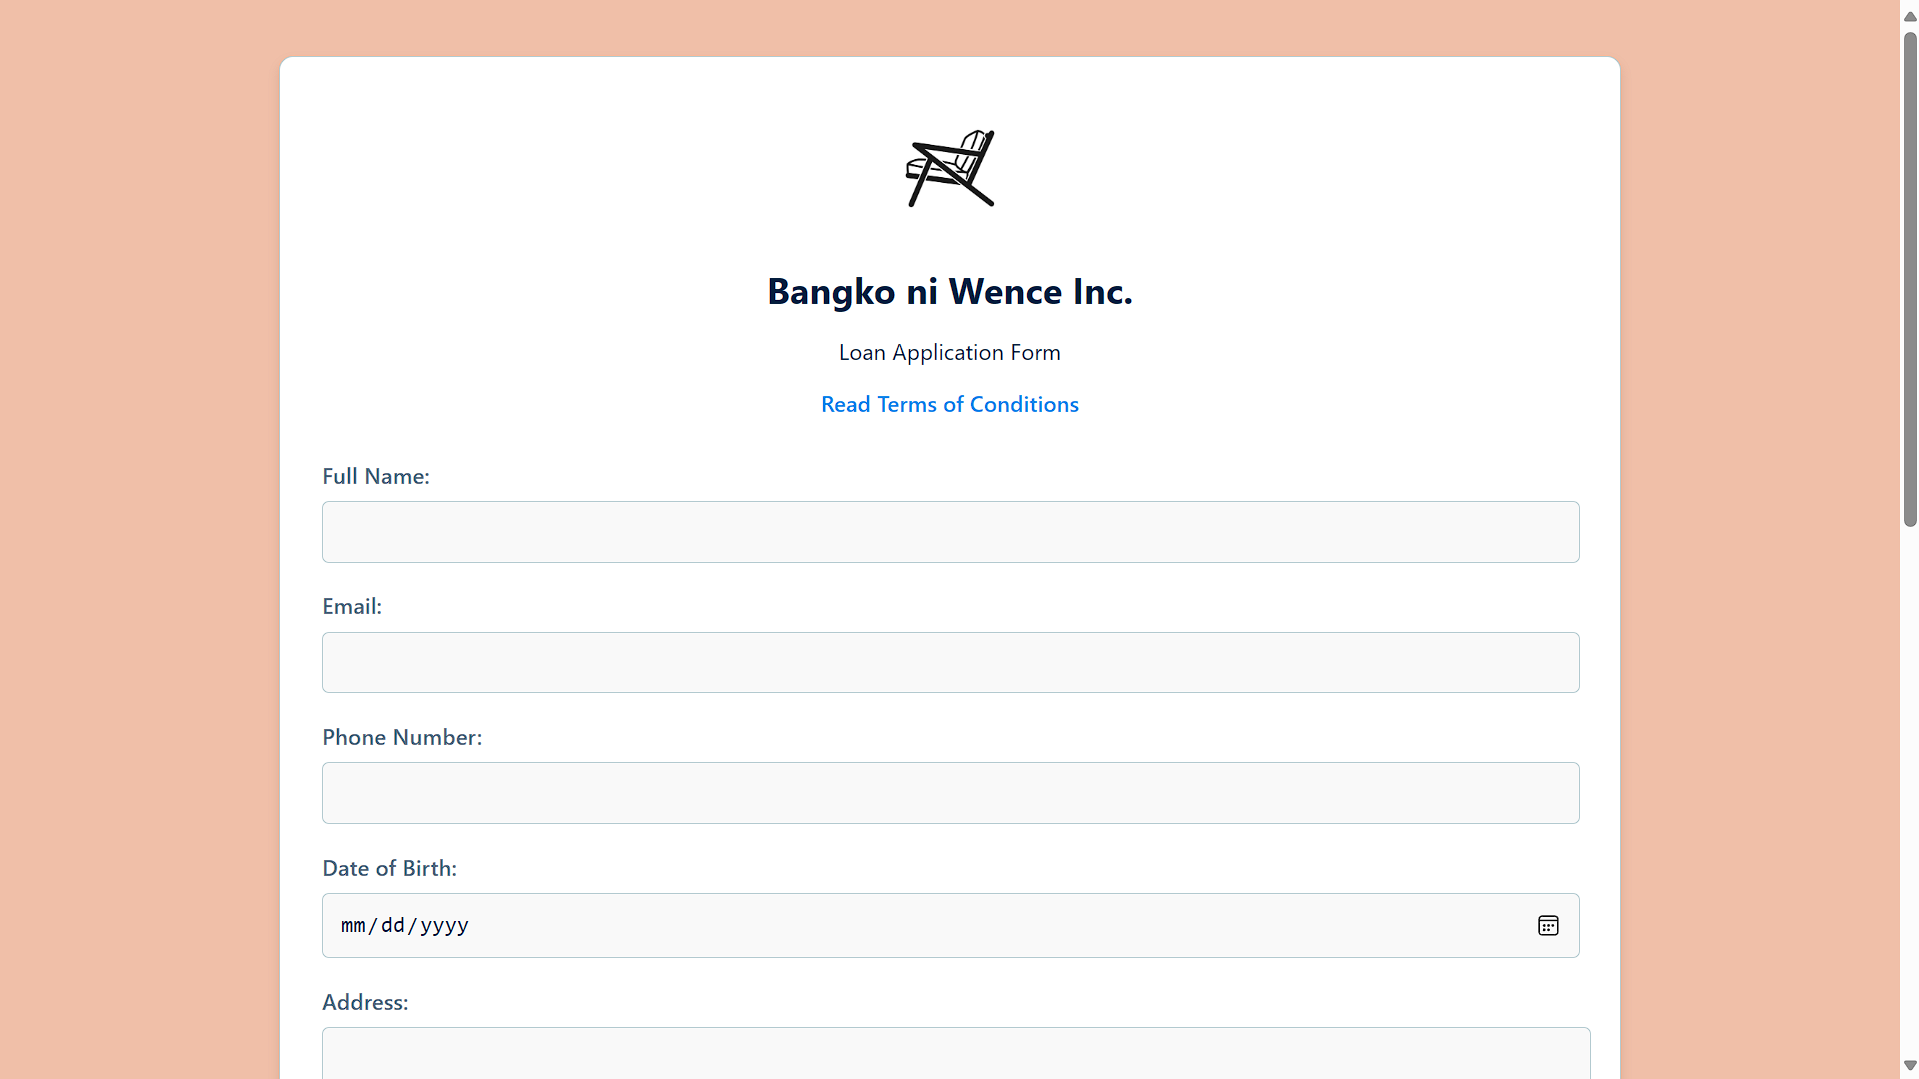 Bangko ni Wence Inc.
Loan Application Form
Read Terms of Conditions
Full Name:
Email:
Phone Number:
Date of Birth:
mm/dd/yyyy
Address: